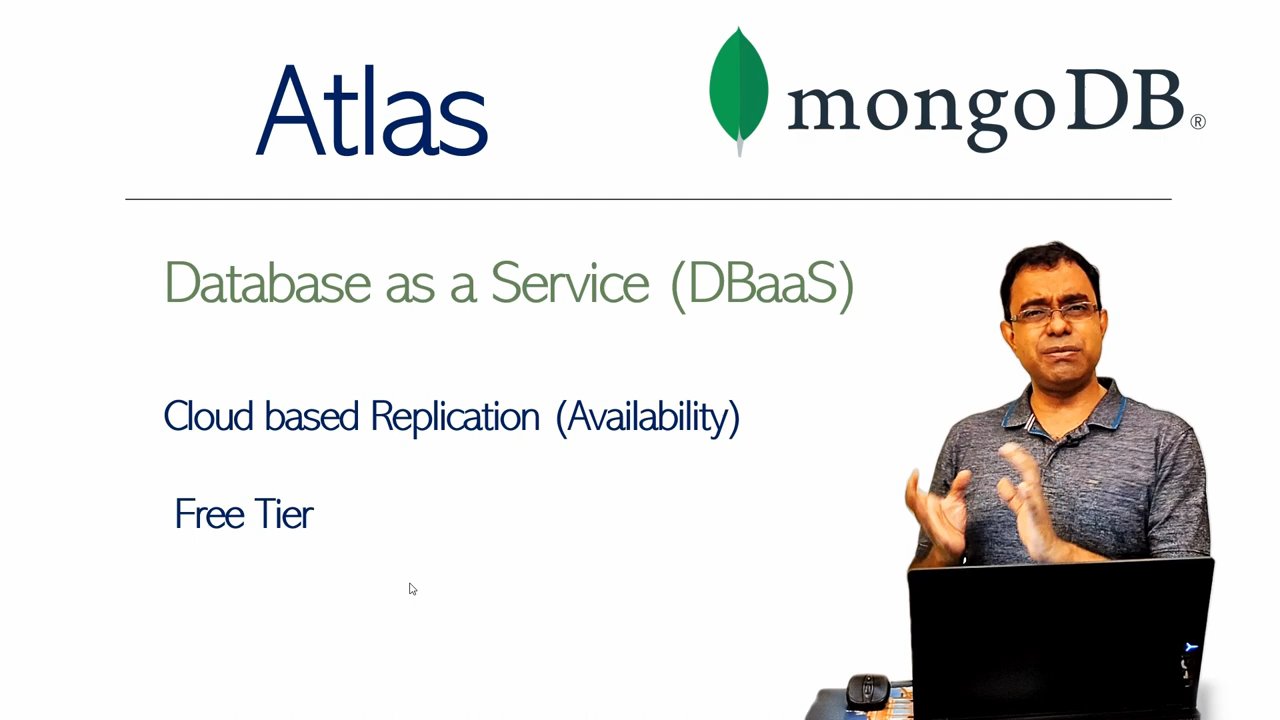 Atlas
mongoDB®
Database as a Service (DBaaS)
Cloud based Replication (Availability)
Free Tier